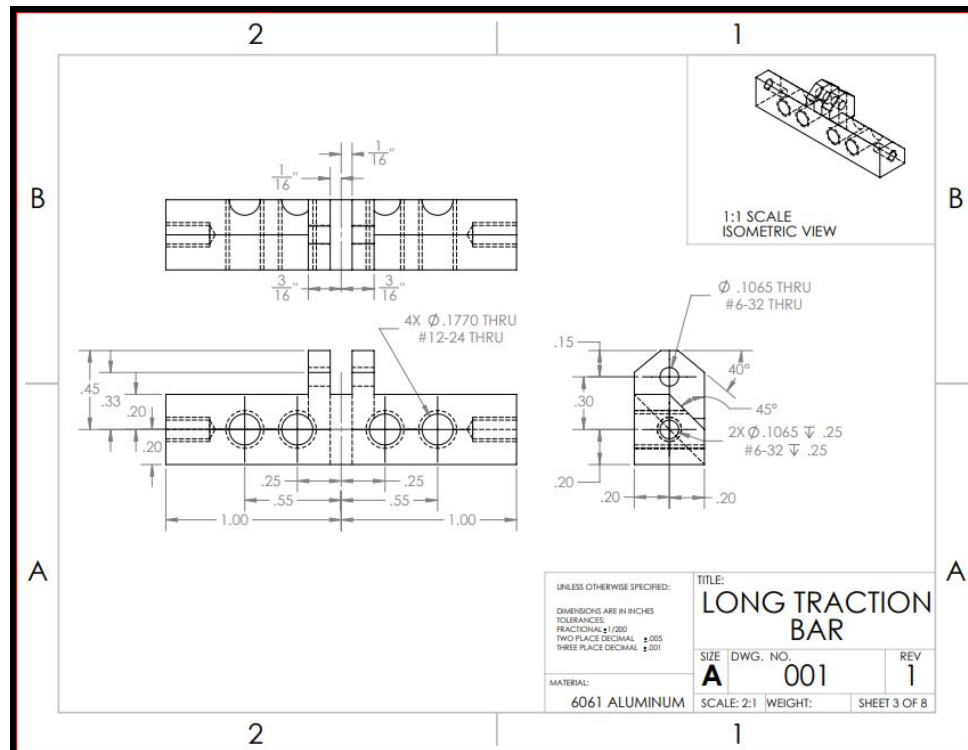 2
1
B
B
1:1 SCALE
ISOMETRIC VIEW
1
16"
1
16"
3
16"
3
16"
4X Ø.1770 THRU
#12-24 THRU
Ø .1065 THRU
#6-32 THRU
.45
.33
.20
.20
.25
.25
.55
.55
1.00
1.00
.15
.30
.20
40°
45°
2X Ø.1065 ↧ .25
#6-32 ↧ .25
.20
.20
A
A
UNLESS OTHERWISE SPECIFIED:
DIMENSIONS ARE IN INCHES
TOLERANCES:
FRACTIONAL ±1/200
TWO PLACE DECIMAL ±.005
THREE PLACE DECIMAL ±.001
MATERIAL:
6061 ALUMINUM
TITLE:
LONG TRACTION
BAR
SIZE DWG. NO. REV
A 001 1
SCALE: 2:1 WEIGHT: SHEET 3 OF 8
2
1